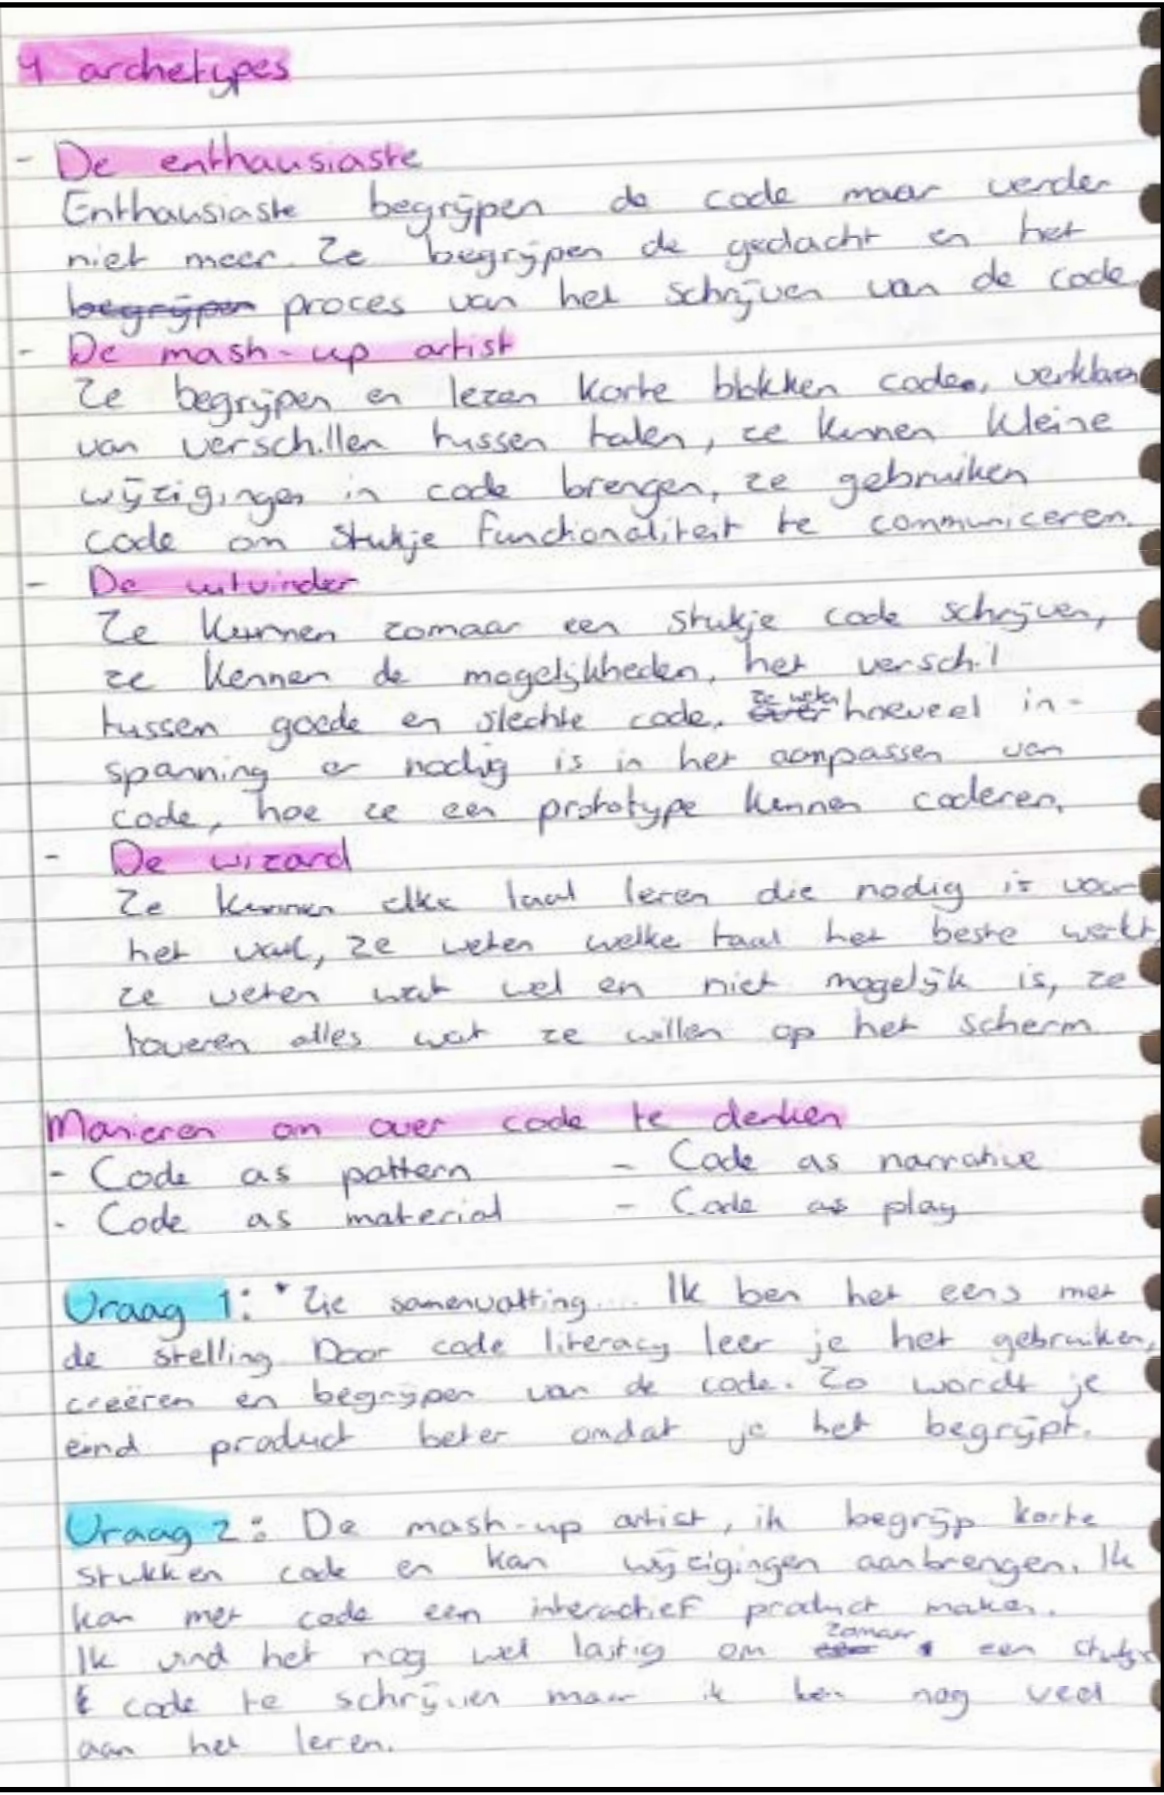 4 archetypes
- De enthausiaste
Enthausiaste begrijpen de code maar verder
niet meer. Ze begrijpen de gedacht en het
begrijpen proces van het schrijven van de code
- De mash-up artist
Ze begrijpen en lezen korte blokken code, verklaren
van verschillen tussen talen, ze kunnen kleine
wijzigingen in code brengen, ze gebruiken
code om stukje functionaliteit te communiceren.
- De uitvinder
Ze kunnen zomaar een stukje code schrijven,
ze kennen de mogelijkheden, het verschil
tussen goede en slechte code, ze weten hoeveel in-
spanning er nodig is in het aanpassen van
code, hoe ze een prototype kunnen coderen.
- De wizard
Ze kunnen elke taal leren die nodig is voor
het vak, ze weten welke taal het beste werkt,
ze weten wat wel en niet mogelijk is, ze
toveren alles wat ze willen op het scherm
Manieren om over code te denken
- Code as pattern - Code as narrative
- Code as material - Code as play
Vraag 1: * Zie samenvatting... Ik ben het eens met
de stelling. Door code literacy leer je het gebruiken,
creëren en begrijpen van de code. Zo wordt je
eind product beter omdat je het begrijpt.
Vraag 2: De mash-up artist, ik begrijp korte
stukken code en kan wijzigingen aanbrengen. Ik
kan met code een interactief product maken.
Ik vind het nog wel lastig om zomaar een stukje
code te schrijven maar ik ben nog veel
aan het leren.